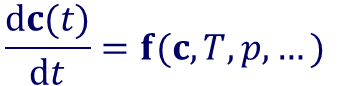 dc(t)/dt = f(c, T, p, …)